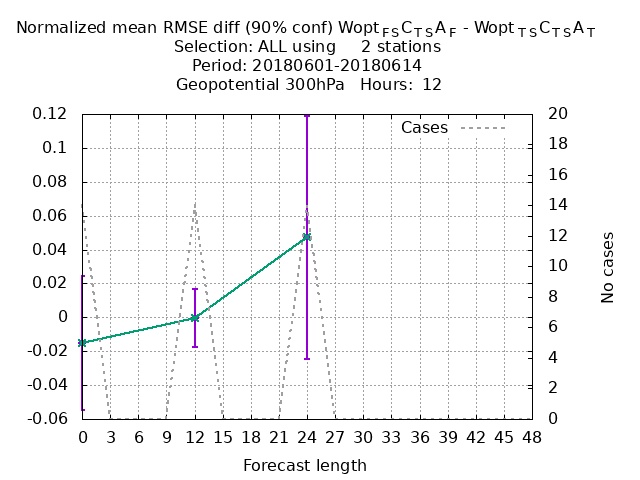 Normalized mean RMSE diff (90% conf) Wopt FS C TS A F - Wopt TS C TS A T
Selection: ALL using 2 stations
Period: 20180601-20180614
Geopotential 300hPa Hours: 12
Cases
0.12
0.1
0.08
0.06
0.04
0.02
0
-0.02
-0.04
-0.06
20
18
16
14
12
10
8
6
4
2
0
No cases
0 3 6 9 12 15 18 21 24 27 30 33 36 39 42 45 48
Forecast length